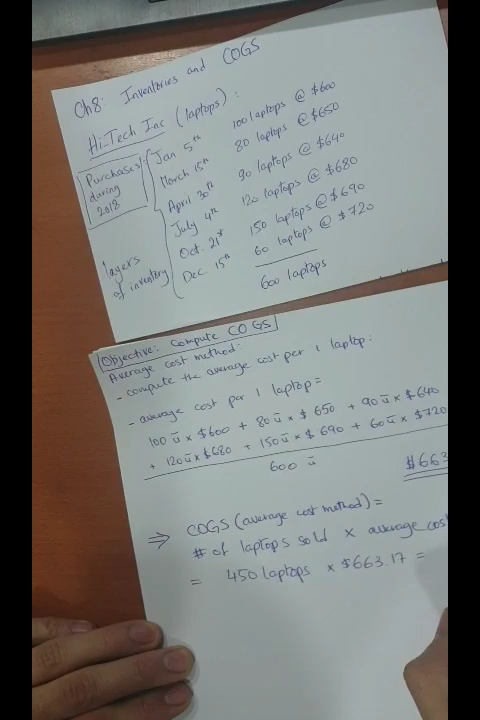 Ch8: Inventories and COGS
Hi-Tech Inc (laptops):
Purchases during 2018
Jan 5th 100 laptops @ $600
March 15th 80 laptops @ $650
April 30th 90 laptops @ $640
July 4th 120 laptops @ $680
Oct. 21st 150 laptops @ $690
Dec. 15th 60 laptops @ $720
layers of inventory
600 laptops
Objective: Compute COGS
Average cost method:
- compute the average cost per 1 laptop:
- average cost per 1 laptop =
100 ū x $600 + 80 ū x $650 + 90 ū x $640
+ 120 ū x $680 + 150 ū x $690 + 60 ū x $720
600 ū
$663
⇒ COGS (average cost method) =
# of laptops sold x average cost
= 450 laptops x $663.17 =